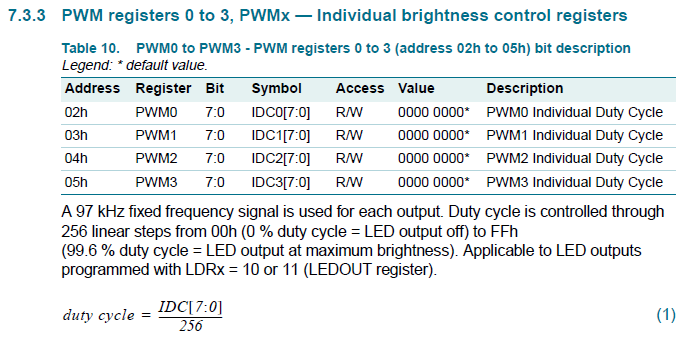 7.3.3 PWM registers 0 to 3, PWMx — Individual brightness control registers
Table 10. PWM0 to PWM3 - PWM registers 0 to 3 (address 02h to 05h) bit description
Legend: * default value.
Address Register Bit Symbol Access Value Description
02h PWM0 7:0 IDC0[7:0] R/W 0000 0000* PWM0 Individual Duty Cycle
03h PWM1 7:0 IDC1[7:0] R/W 0000 0000* PWM1 Individual Duty Cycle
04h PWM2 7:0 IDC2[7:0] R/W 0000 0000* PWM2 Individual Duty Cycle
05h PWM3 7:0 IDC3[7:0] R/W 0000 0000* PWM3 Individual Duty Cycle
A 97 kHz fixed frequency signal is used for each output. Duty cycle is controlled through
256 linear steps from 00h (0 % duty cycle = LED output off) to FFh
(99.6 % duty cycle = LED output at maximum brightness). Applicable to LED outputs
programmed with LDRx = 10 or 11 (LEDOUT register).
duty cycle = IDC[7:0]
256
(1)